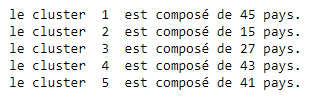 le cluster 1 est composé de 45 pays.
le cluster 2 est composé de 15 pays.
le cluster 3 est composé de 27 pays.
le cluster 4 est composé de 43 pays.
le cluster 5 est composé de 41 pays.